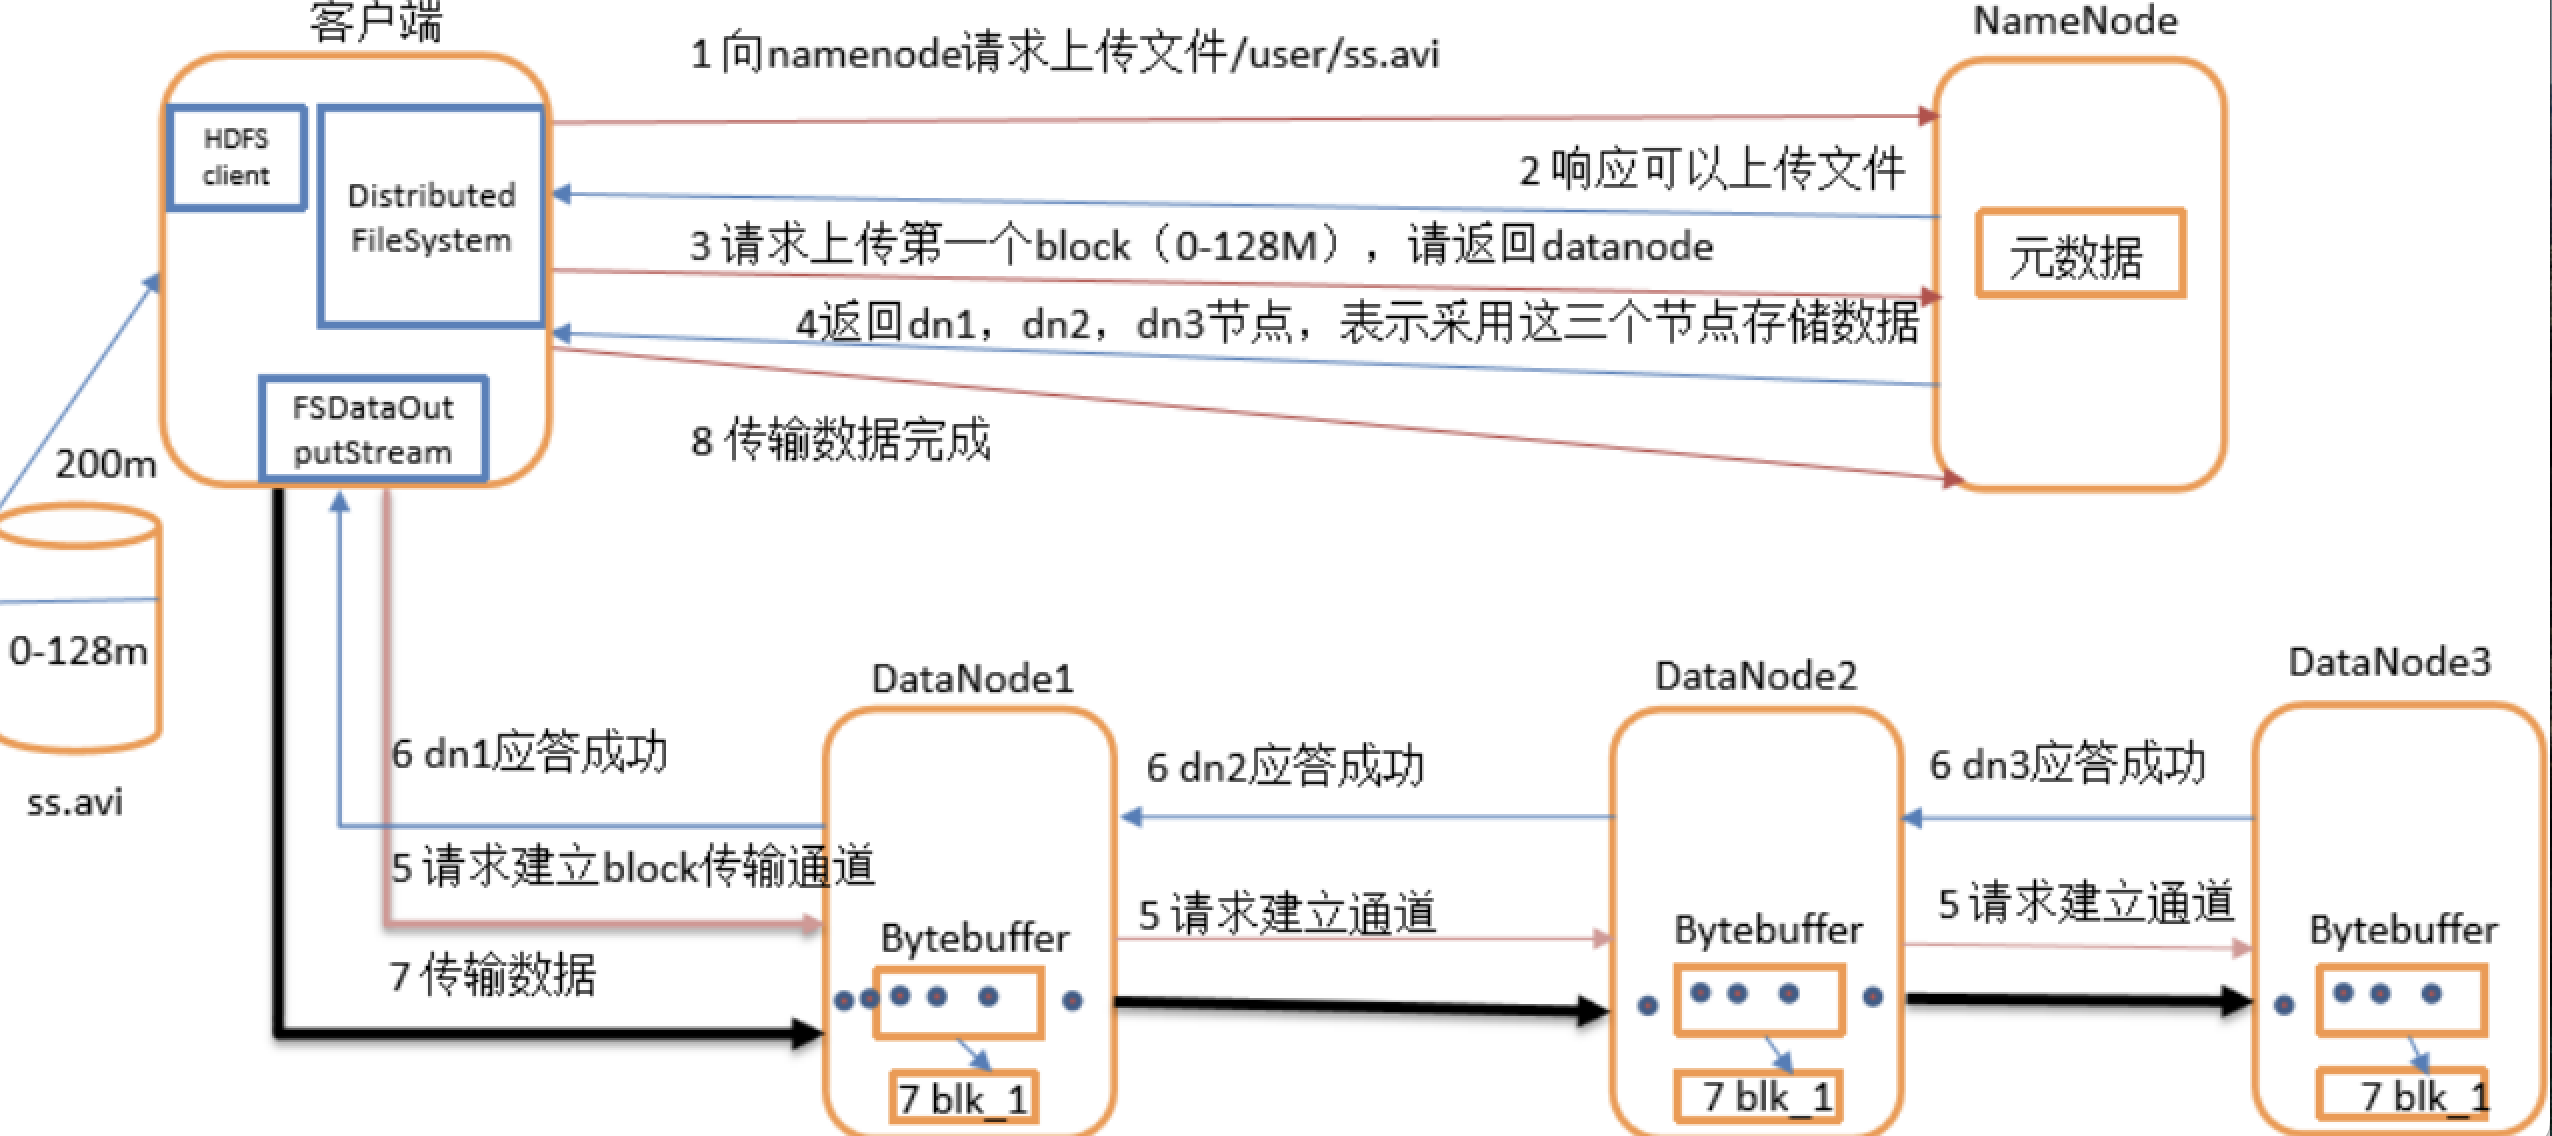 客户端
NameNode
1 向namenode请求上传文件/user/ss.avi
HDFS
client
Distributed
FileSystem
2 响应可以上传文件
3 请求上传第一个block（0-128M），请返回datanode
元数据
4返回dn1，dn2，dn3节点，表示采用这三个节点存储数据
FSDataOut
putStream
8 传输数据完成
200m
0-128m
ss.avi
DataNode1
DataNode2
DataNode3
6 dn1应答成功
6 dn2应答成功
6 dn3应答成功
5 请求建立block传输通道
5 请求建立通道
5 请求建立通道
7 传输数据
Bytebuffer
Bytebuffer
Bytebuffer
7 blk_1
7 blk_1
7 blk_1